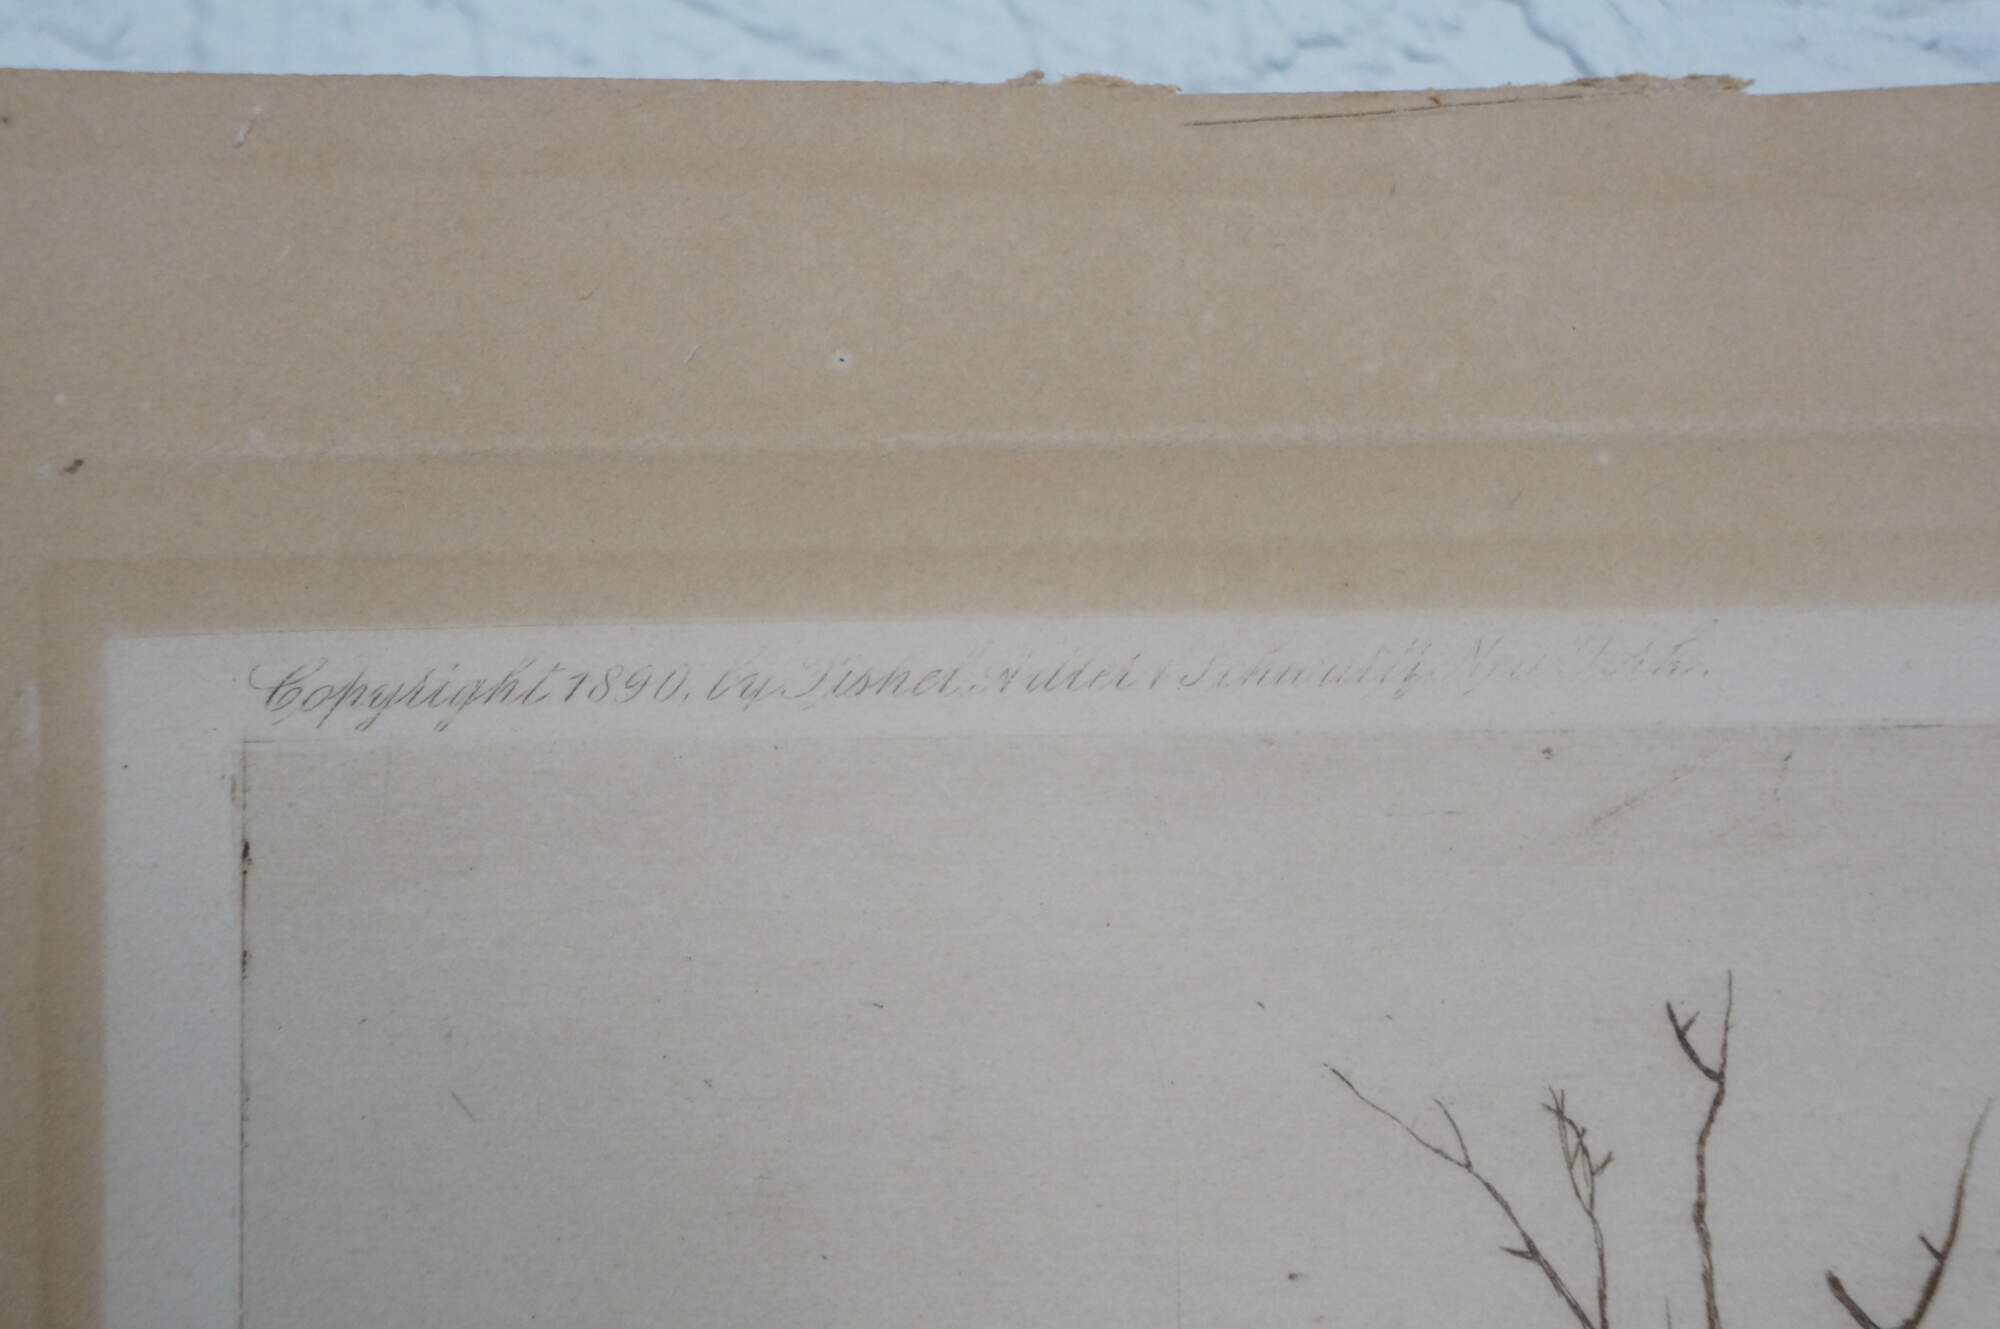 Copyright 1890, by Fishel, Adler & Schwartz, New York.